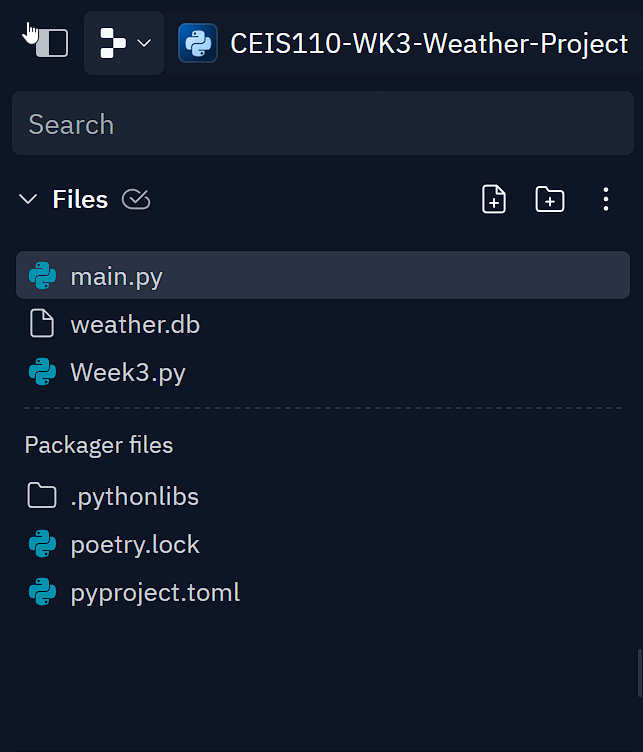 CEIS110-WK3-Weather-Project
Search
Files
main.py
weather.db
Week3.py
Packager files
.pythonlibs
poetry.lock
pyproject.toml